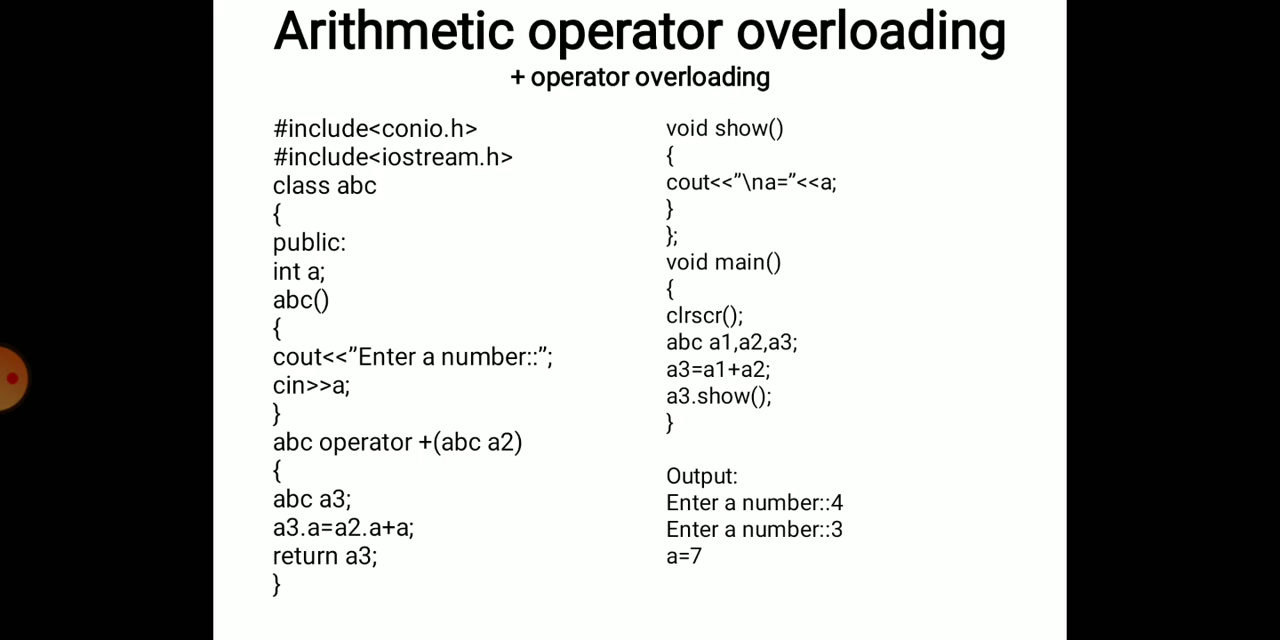 Arithmetic operator overloading
+ operator overloading
#include<conio.h>
#include<iostream.h>
class abc
{
public:
int a;
abc()
{
cout<<”Enter a number::”;
cin>>a;
}
abc operator +(abc a2)
{
abc a3;
a3.a=a2.a+a;
return a3;
}
void show()
{
cout<<”\na=”<<a;
}
};
void main()
{
clrscr();
abc a1,a2,a3;
a3=a1+a2;
a3.show();
}
Output:
Enter a number::4
Enter a number::3
a=7